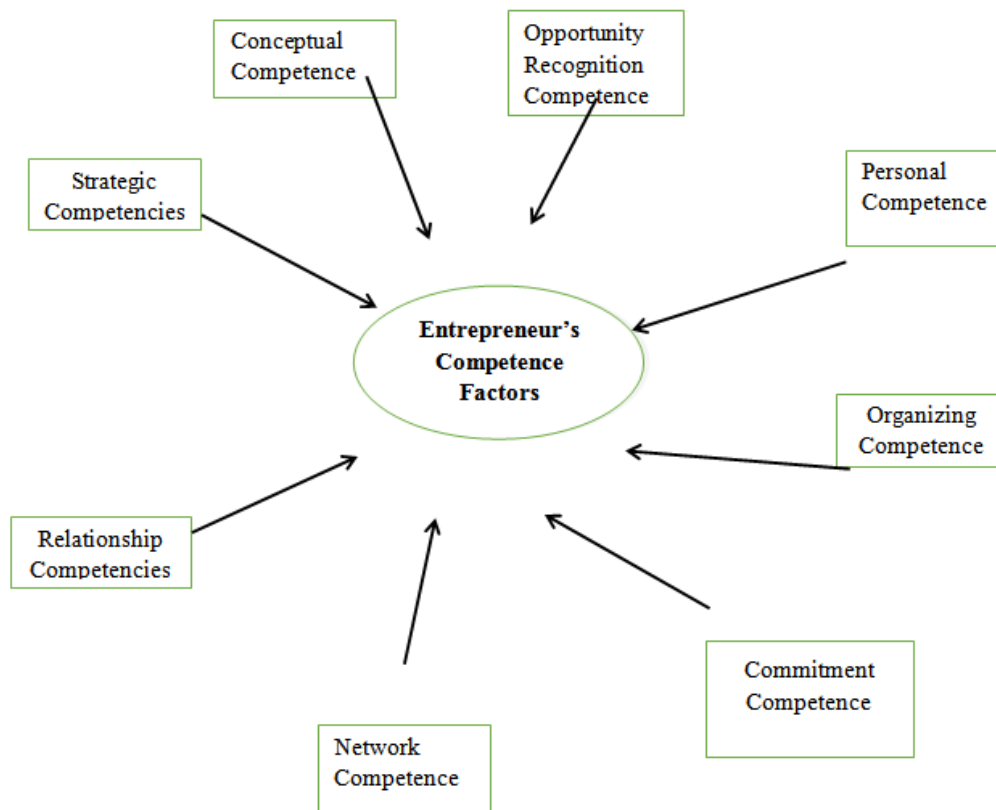 Conceptual
Competence
Opportunity
Recognition
Competence
Strategic
Competencies
Personal
Competence
Entrepreneur’s
Competence
Factors
Organizing
Competence
Relationship
Competencies
Commitment
Competence
Network
Competence